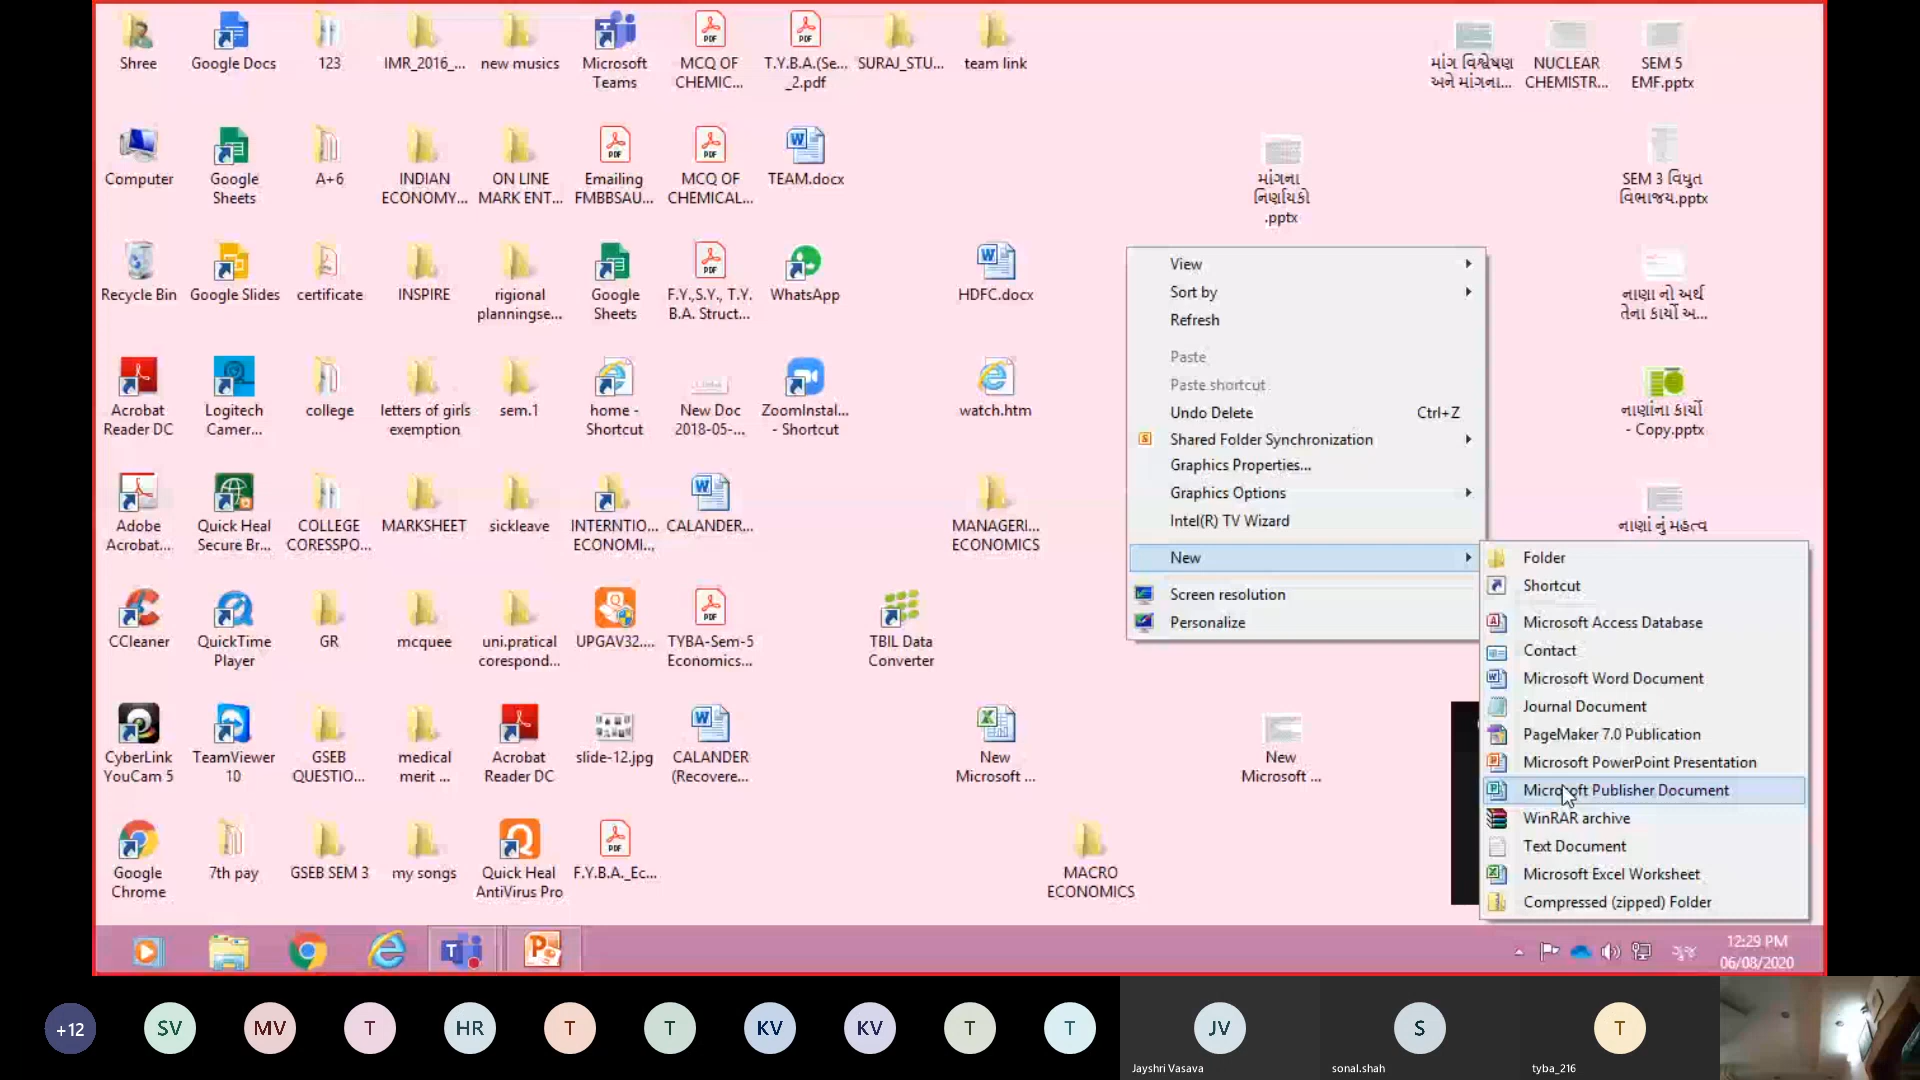 Shree
Google Docs
123
IMR_2016_...
new musics
Microsoft
Teams
MCQ OF
CHEMIC...
T.Y.B.A.(Se...
_2.pdf
SURAJ_STU...
team link
માંગ વિશ્લેષણ
અને માંગના...
NUCLEAR
CHEMISTR...
SEM 5
EMF.pptx
Computer
Google
Sheets
A+6
INDIAN
ECONOMY...
ON LINE
MARK ENT...
Emailing
FMBBSAU...
MCQ OF
CHEMICAL...
TEAM.docx
માંગના
નિર્ણાયકો
.pptx
SEM 3 વિધુત
વિભાજય.pptx
Recycle Bin
Google Slides
certificate
INSPIRE
rigional
planningse...
Google
Sheets
F.Y.,S.Y., T.Y.
B.A. Struct...
WhatsApp
HDFC.docx
નાણા નો અર્થ
તેના કાર્યો અ...
Acrobat
Reader DC
Logitech
Camer...
college
letters of girls
exemption
sem.1
home -
Shortcut
New Doc
2018-05-...
ZoomInstal...
- Shortcut
watch.htm
નાણાંના કાર્યો
- Copy.pptx
Adobe
Acrobat...
Quick Heal
Secure Br...
COLLEGE
CORESSPO...
MARKSHEET
sickleave
INTERNTIO...
ECONOMI...
CALANDER...
MANAGERI...
ECONOMICS
નાણાં નું મહત્વ
CCleaner
QuickTime
Player
GR
mcquee
uni.pratical
corespond...
UPGAV32....
TYBA-Sem-5
Economics...
TBIL Data
Converter
CyberLink
YouCam 5
TeamViewer
10
GSEB
QUESTIO...
medical
merit ...
Acrobat
Reader DC
slide-12.jpg
CALANDER
(Recovere...
New
Microsoft ...
New
Microsoft ...
Google
Chrome
7th pay
GSEB SEM 3
my songs
Quick Heal
AntiVirus Pro
F.Y.B.A._Ec...
MACRO
ECONOMICS
View
Sort by
Refresh
Paste
Paste shortcut
Undo Delete Ctrl+Z
Shared Folder Synchronization
Graphics Properties...
Graphics Options
Intel(R) TV Wizard
New
Screen resolution
Personalize
Folder
Shortcut
Microsoft Access Database
Contact
Microsoft Word Document
Journal Document
PageMaker 7.0 Publication
Microsoft PowerPoint Presentation
Microsoft Publisher Document
WinRAR archive
Text Document
Microsoft Excel Worksheet
Compressed (zipped) Folder
12:29 PM
06/08/2020
+12
SV
MV
T
HR
T
T
KV
KV
T
T
JV
S
T
Jayshri Vasava
sonal.shah
tyba_216